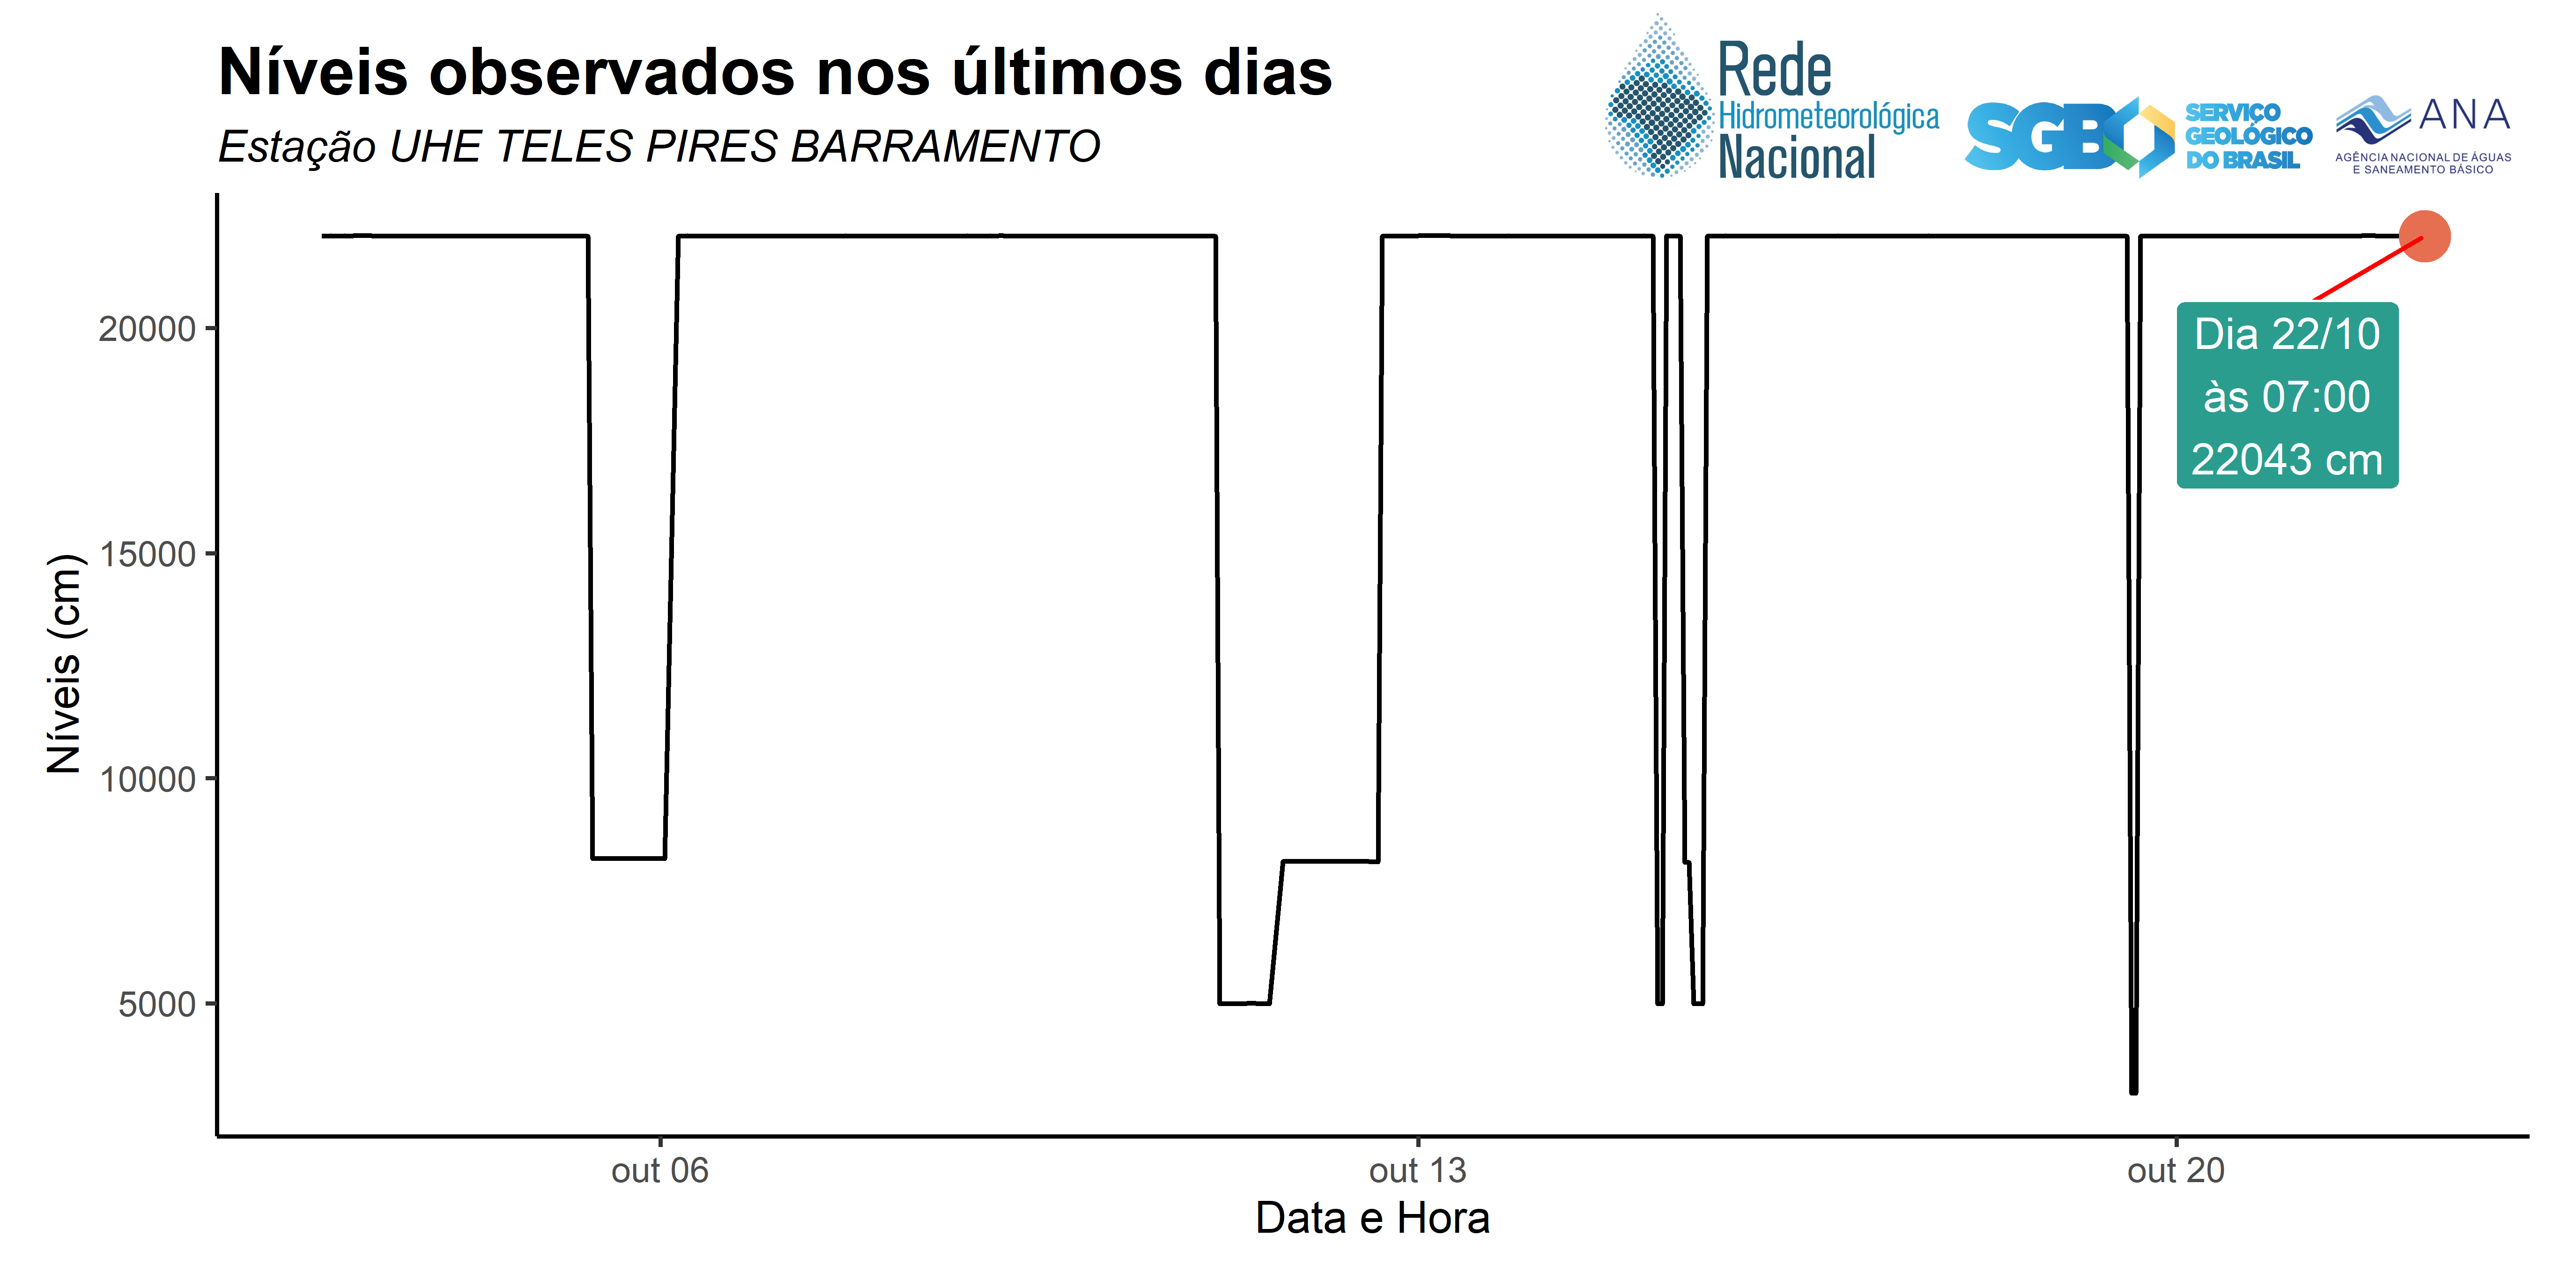 Níveis observados nos últimos dias
Estação UHE TELES PIRES BARRAMENTO
Rede
Hidrometeorológica
Nacional
SGB
SERVIÇO
GEOLÓGICO
DO BRASIL
ANA
AGÊNCIA NACIONAL DE ÁGUAS
E SANEAMENTO BÁSICO
Níveis (cm)
20000
15000
10000
5000
Dia 22/10
às 07:00
22043 cm
out 06
out 13
out 20
Data e Hora